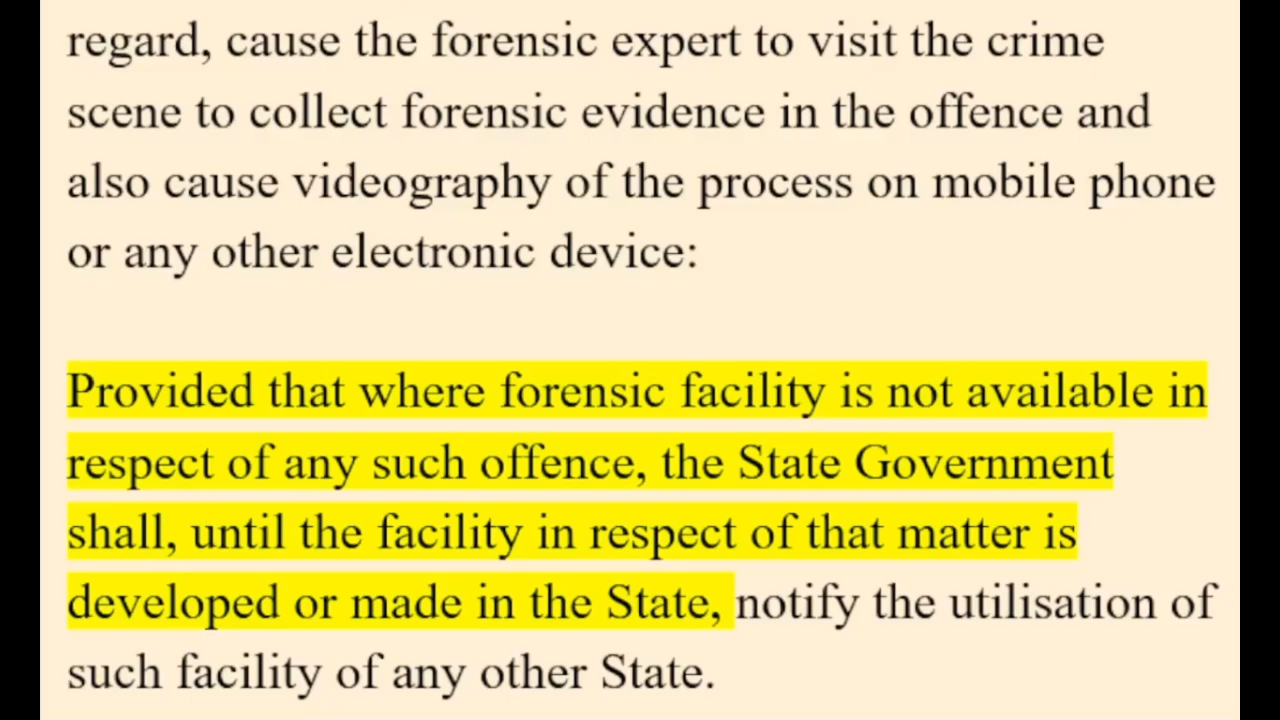 regard, cause the forensic expert to visit the crime
scene to collect forensic evidence in the offence and
also cause videography of the process on mobile phone
or any other electronic device:
Provided that where forensic facility is not available in
respect of any such offence, the State Government
shall, until the facility in respect of that matter is
developed or made in the State, notify the utilisation of
such facility of any other State.